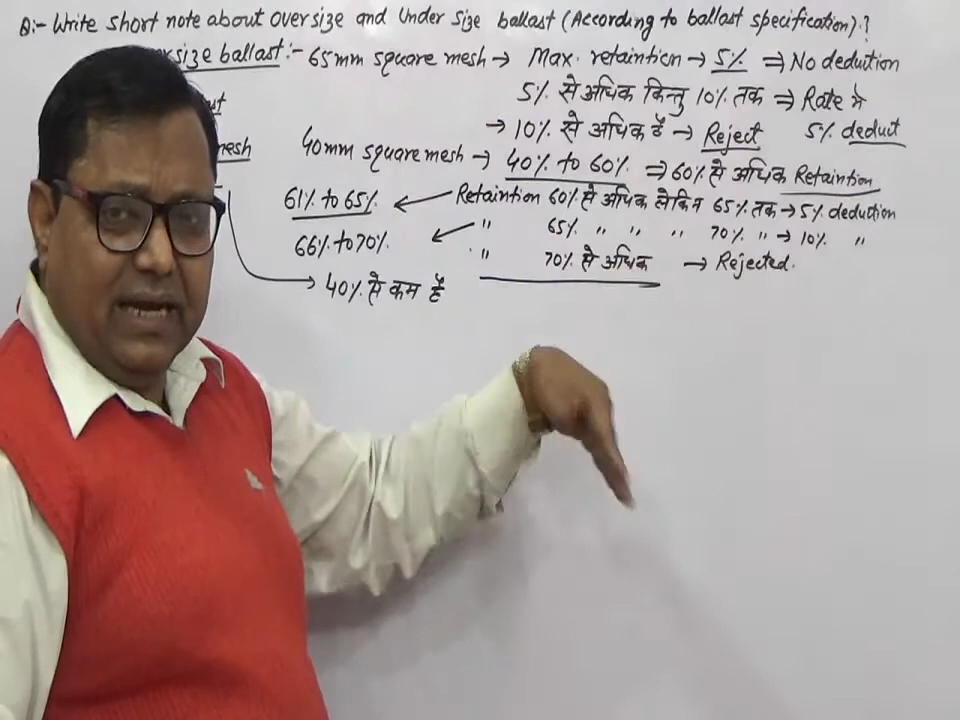 Q:- Write short note about oversize and Under size ballast (According to ballast specification).?
size ballast:- 65mm square mesh → Max. retaintion → 5% ⇒ No deduction
5% से अधिक किन्तु 10% तक ⇒ Rate में
→ 10% से अधिक है → Reject 5% deduct
mesh 40mm square mesh → 40% to 60% ⇒ 60% से अधिक Retaintion
61% to 65% ← Retaintion 60% से अधिक लेकिन 65% तक → 5% deduction
66% to 70% ← " 65% " " " 70% " → 10% "
" 70% से अधिक → Rejected.
→ 40% से कम है